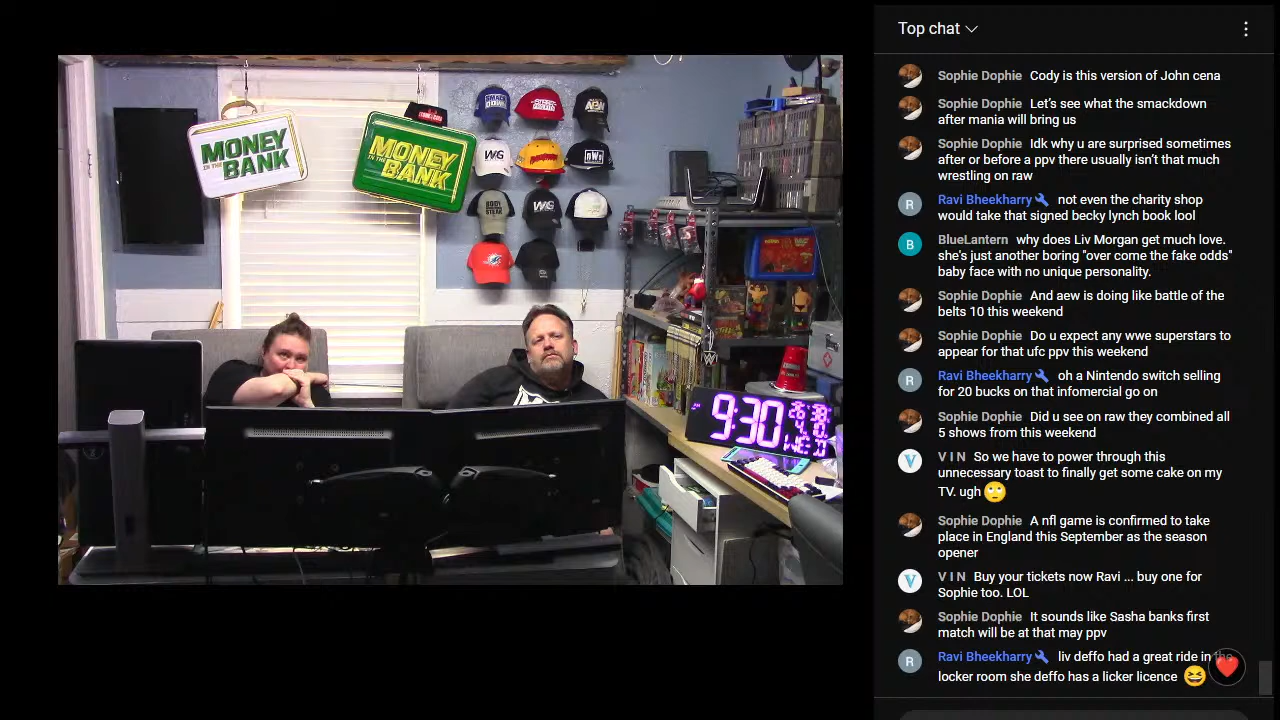 Top chat
MONEY
IN THE
BANK
MONEY
IN THE
BANK
W/G
nWo
W/G
9:30
Sophie Dophie Cody is this version of John cena
Sophie Dophie Let's see what the smackdown
after mania will bring us
Sophie Dophie Idk why u are surprised sometimes
after or before a ppv there usually isn't that much
wrestling on raw
R
Ravi Bheekharry not even the charity shop
would take that signed becky lynch book lool
B
BlueLantern why does Liv Morgan get much love.
she's just another boring "over come the fake odds"
baby face with no unique personality.
Sophie Dophie And aew is doing like battle of the
belts 10 this weekend
Sophie Dophie Do u expect any wwe superstars to
appear for that ufc ppv this weekend
R
Ravi Bheekharry oh a Nintendo switch selling
for 20 bucks on that infomercial go on
Sophie Dophie Did u see on raw they combined all
5 shows from this weekend
V
V I N So we have to power through this
unnecessary toast to finally get some cake on my
TV. ugh 🙄
Sophie Dophie A nfl game is confirmed to take
place in England this September as the season
opener
V
V I N Buy your tickets now Ravi ... buy one for
Sophie too. LOL
Sophie Dophie It sounds like Sasha banks first
match will be at that may ppv
R
Ravi Bheekharry liv deffo had a great ride in the
locker room she deffo has a licker licence 😆